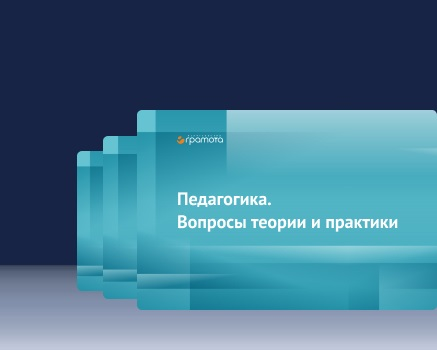 грамота
Педагогика.
Вопросы теории и практики